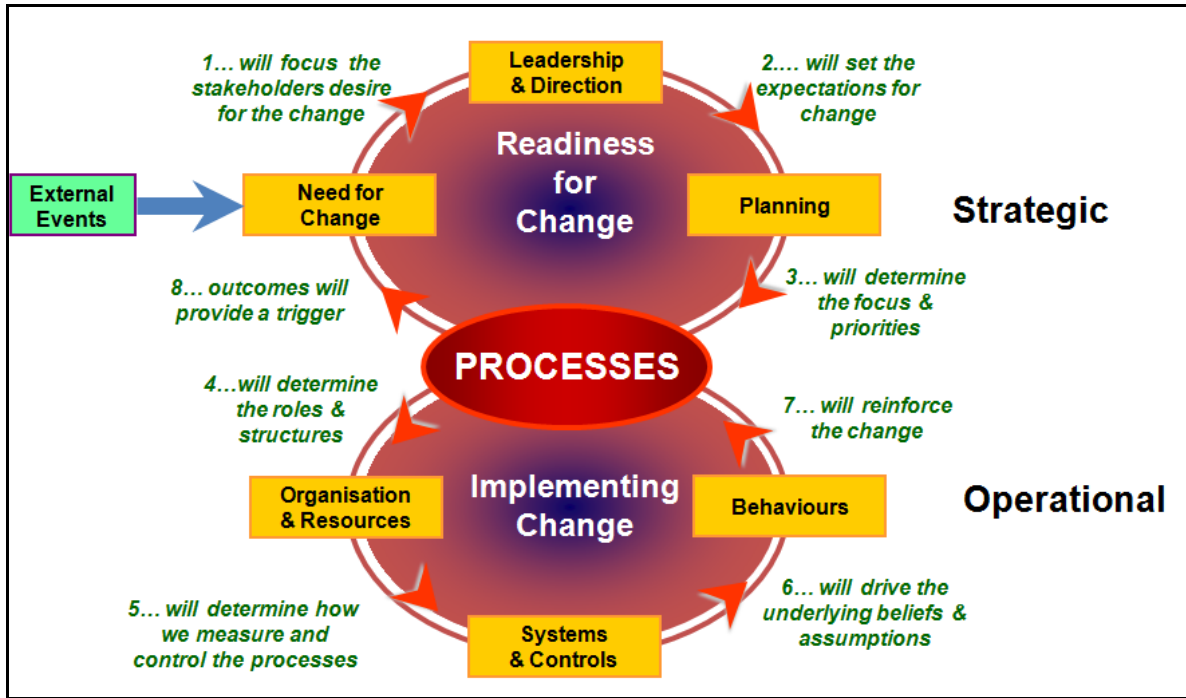 1… will focus the
stakeholders desire
for the change
Leadership
& Direction
2.… will set the
expectations for
change
Readiness
for
Change
External
Events
Need for
Change
Planning
Strategic
8… outcomes will
provide a trigger
3… will determine
the focus &
priorities
PROCESSES
4…will determine
the roles &
structures
7… will reinforce
the change
Organisation
& Resources
Implementing
Change
Behaviours
Operational
5… will determine how
we measure and
control the processes
Systems
& Controls
6… will drive the
underlying beliefs &
assumptions